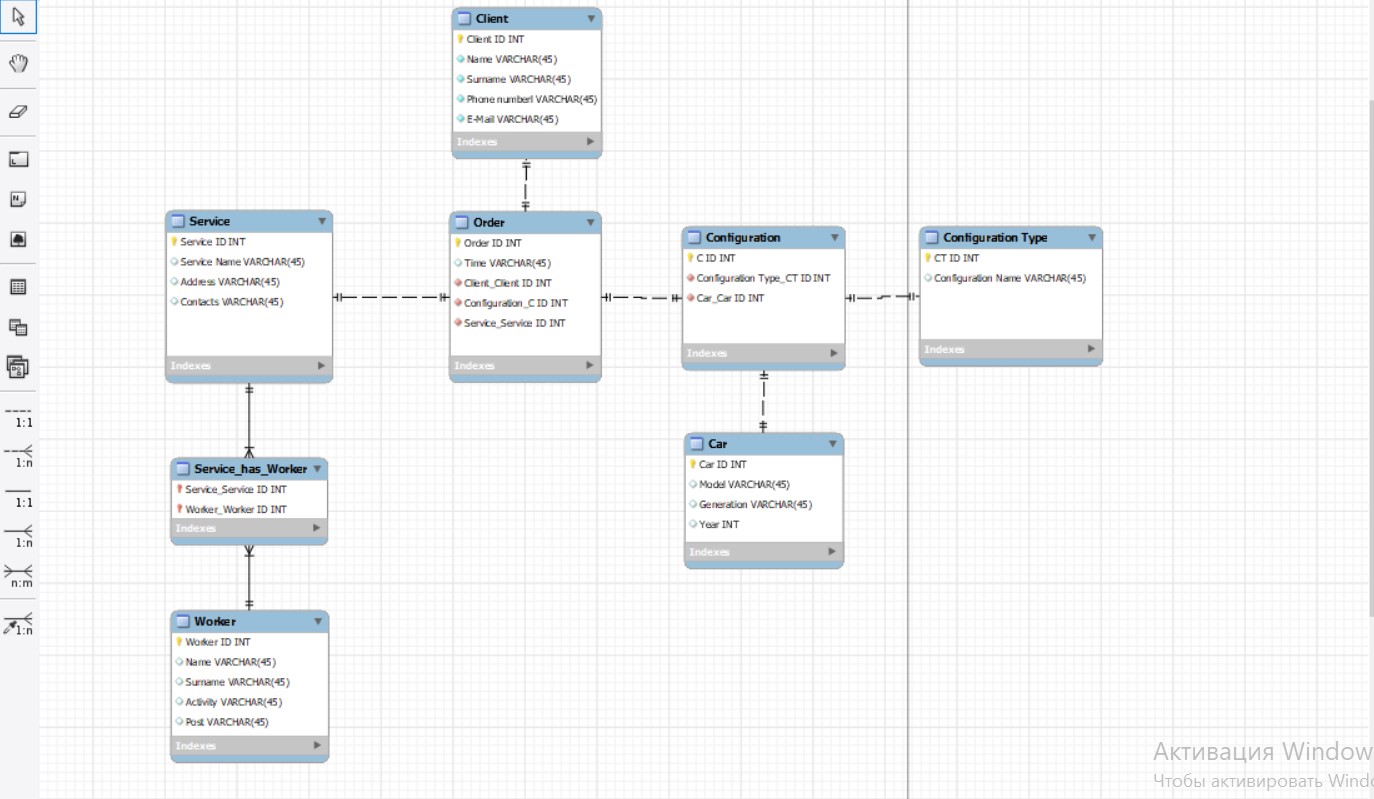 Client
Client ID INT
Name VARCHAR(45)
Surname VARCHAR(45)
Phone numberl VARCHAR(45)
E-Mail VARCHAR(45)
Indexes
Service
Service ID INT
Service Name VARCHAR(45)
Address VARCHAR(45)
Contacts VARCHAR(45)
Indexes
Order
Order ID INT
Time VARCHAR(45)
Client_Client ID INT
Configuration_C ID INT
Service_Service ID INT
Indexes
Configuration
C ID INT
Configuration Type_CT ID INT
Car_Car ID INT
Indexes
Configuration Type
CT ID INT
Configuration Name VARCHAR(45)
Indexes
Service_has_Worker
Service_Service ID INT
Worker_Worker ID INT
Indexes
Car
Car ID INT
Model VARCHAR(45)
Generation VARCHAR(45)
Year INT
Indexes
Worker
Worker ID INT
Name VARCHAR(45)
Surname VARCHAR(45)
Activity VARCHAR(45)
Post VARCHAR(45)
Indexes
1:1
1:n
1:1
1:n
n:m
1:n
Активация Window
Чтобы активировать Wind